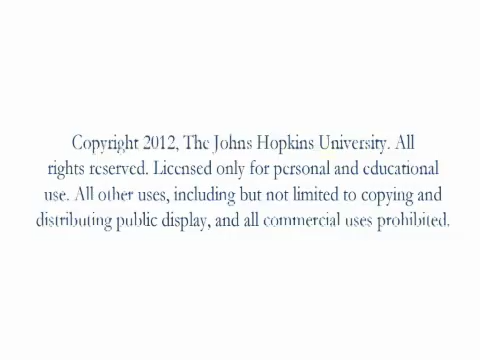 Copyright 2012, The Johns Hopkins University. All
rights reserved. Licensed only for personal and educational
use. All other uses, including but not limited to copying and
distributing public display, and all commercial uses prohibited.